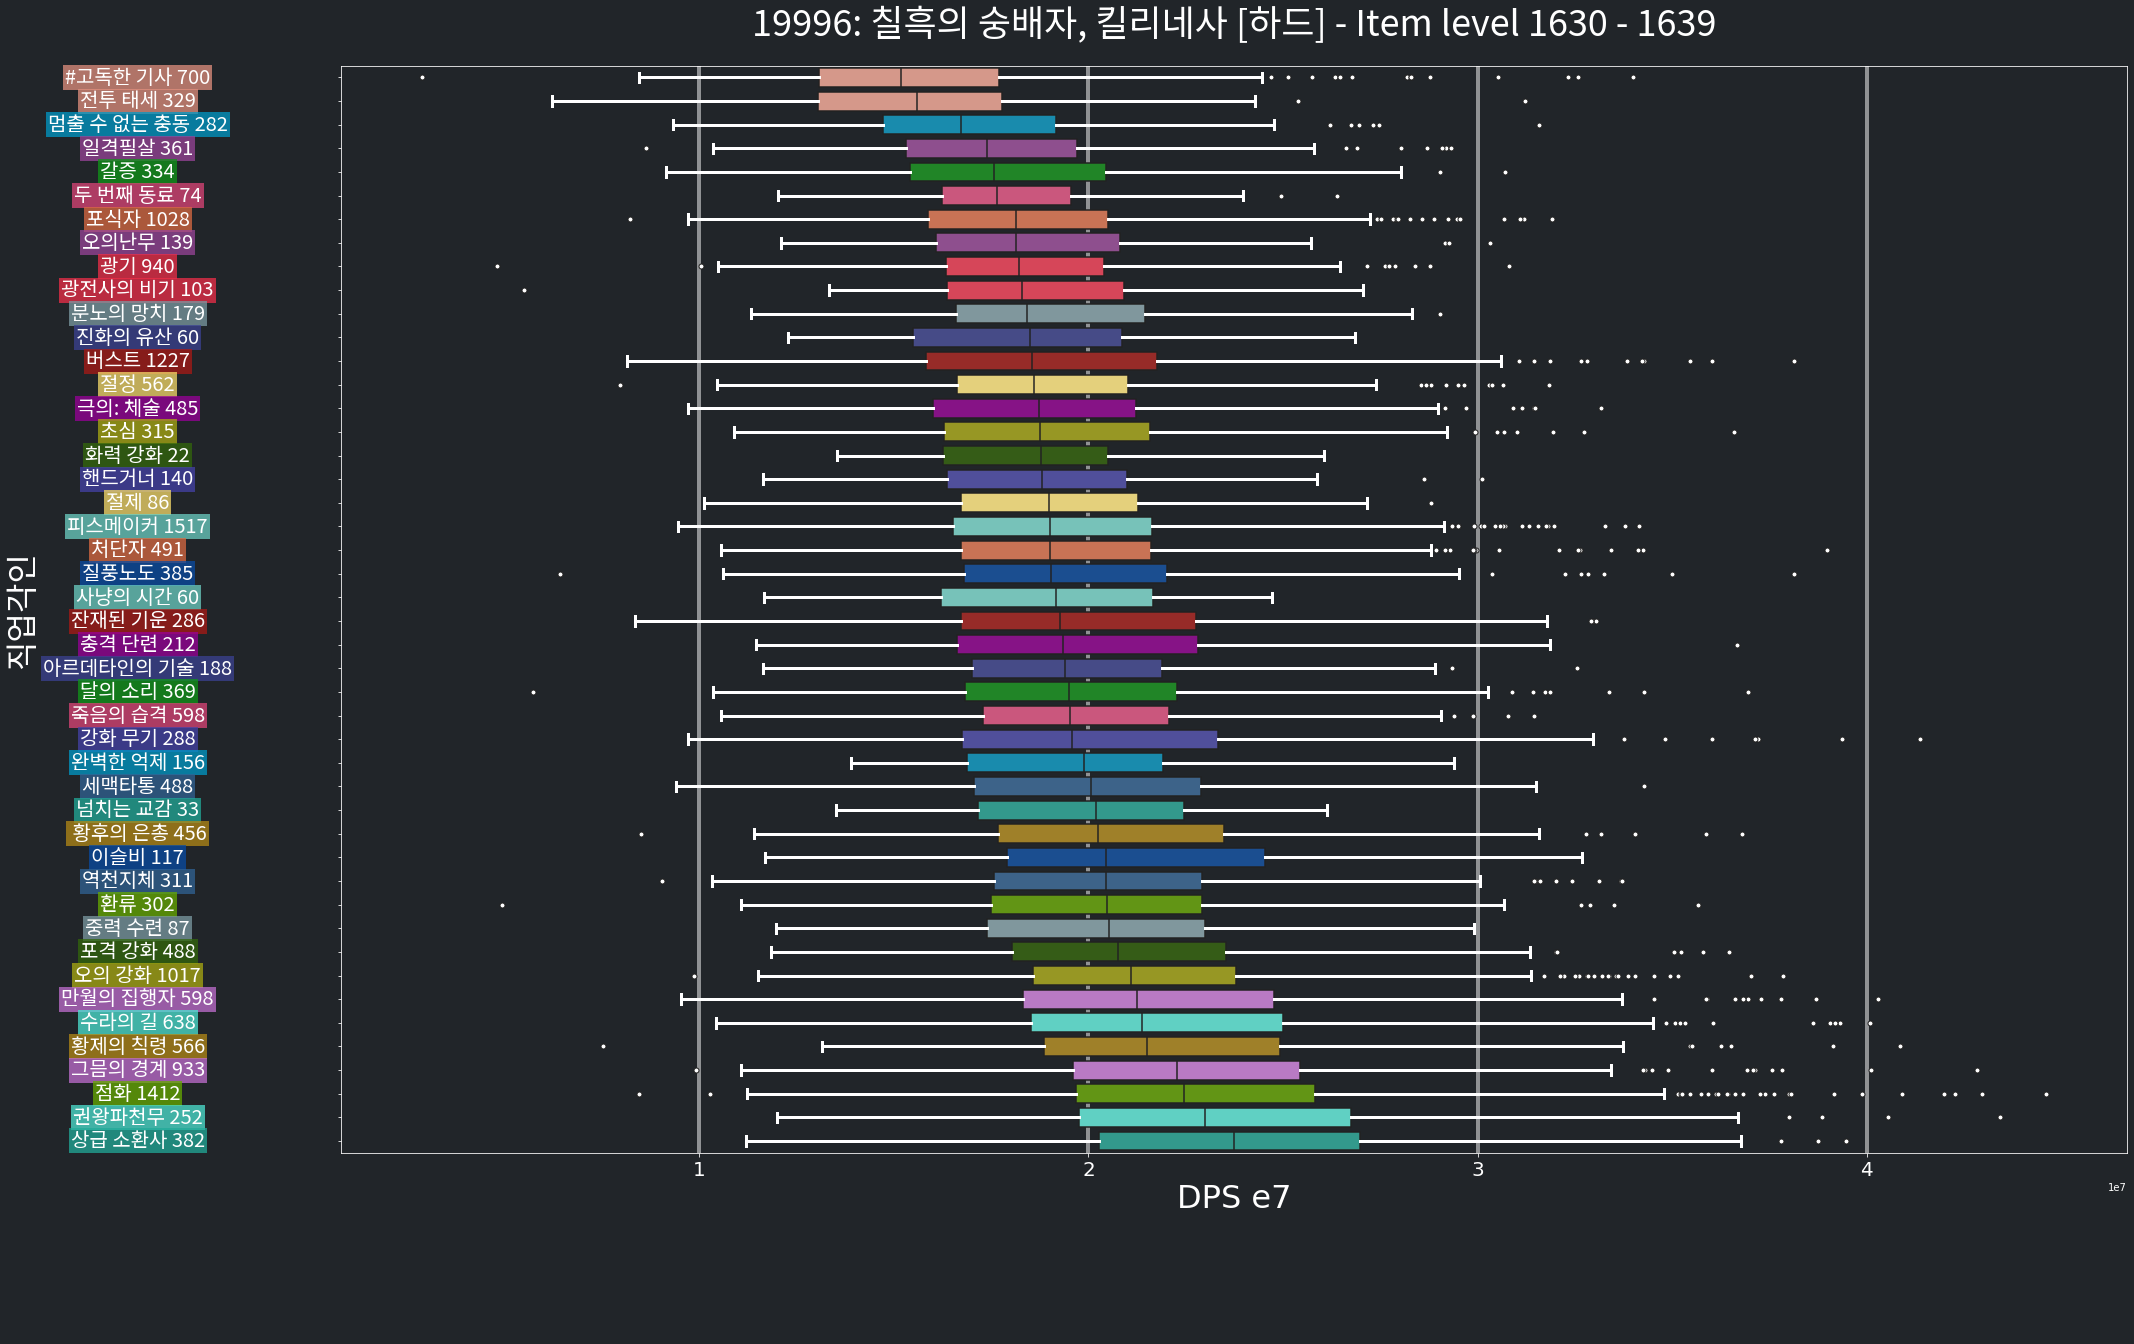 19996: 칠흑의 숭배자, 킬리네사 [하드] - Item level 1630 - 1639
#고독한 기사 700
전투 태세 329
멈출 수 없는 충동 282
일격필살 361
갈증 334
두 번째 동료 74
포식자 1028
오의난무 139
광기 940
광전사의 비기 103
분노의 망치 179
진화의 유산 60
버스트 1227
절정 562
극의: 체술 485
초심 315
화력 강화 22
핸드거너 140
절제 86
피스메이커 1517
처단자 491
질풍노도 385
사냥의 시간 60
잔재된 기운 286
충격 단련 212
아르데타인의 기술 188
달의 소리 369
죽음의 습격 598
강화 무기 288
완벽한 억제 156
세맥타통 488
넘치는 교감 33
황후의 은총 456
이슬비 117
역천지체 311
환류 302
중력 수련 87
포격 강화 488
오의 강화 1017
만월의 집행자 598
수라의 길 638
황제의 칙령 566
그믐의 경계 933
점화 1412
권왕파천무 252
상급 소환사 382
직업각인
1 2 3 4
DPS e7
1e7